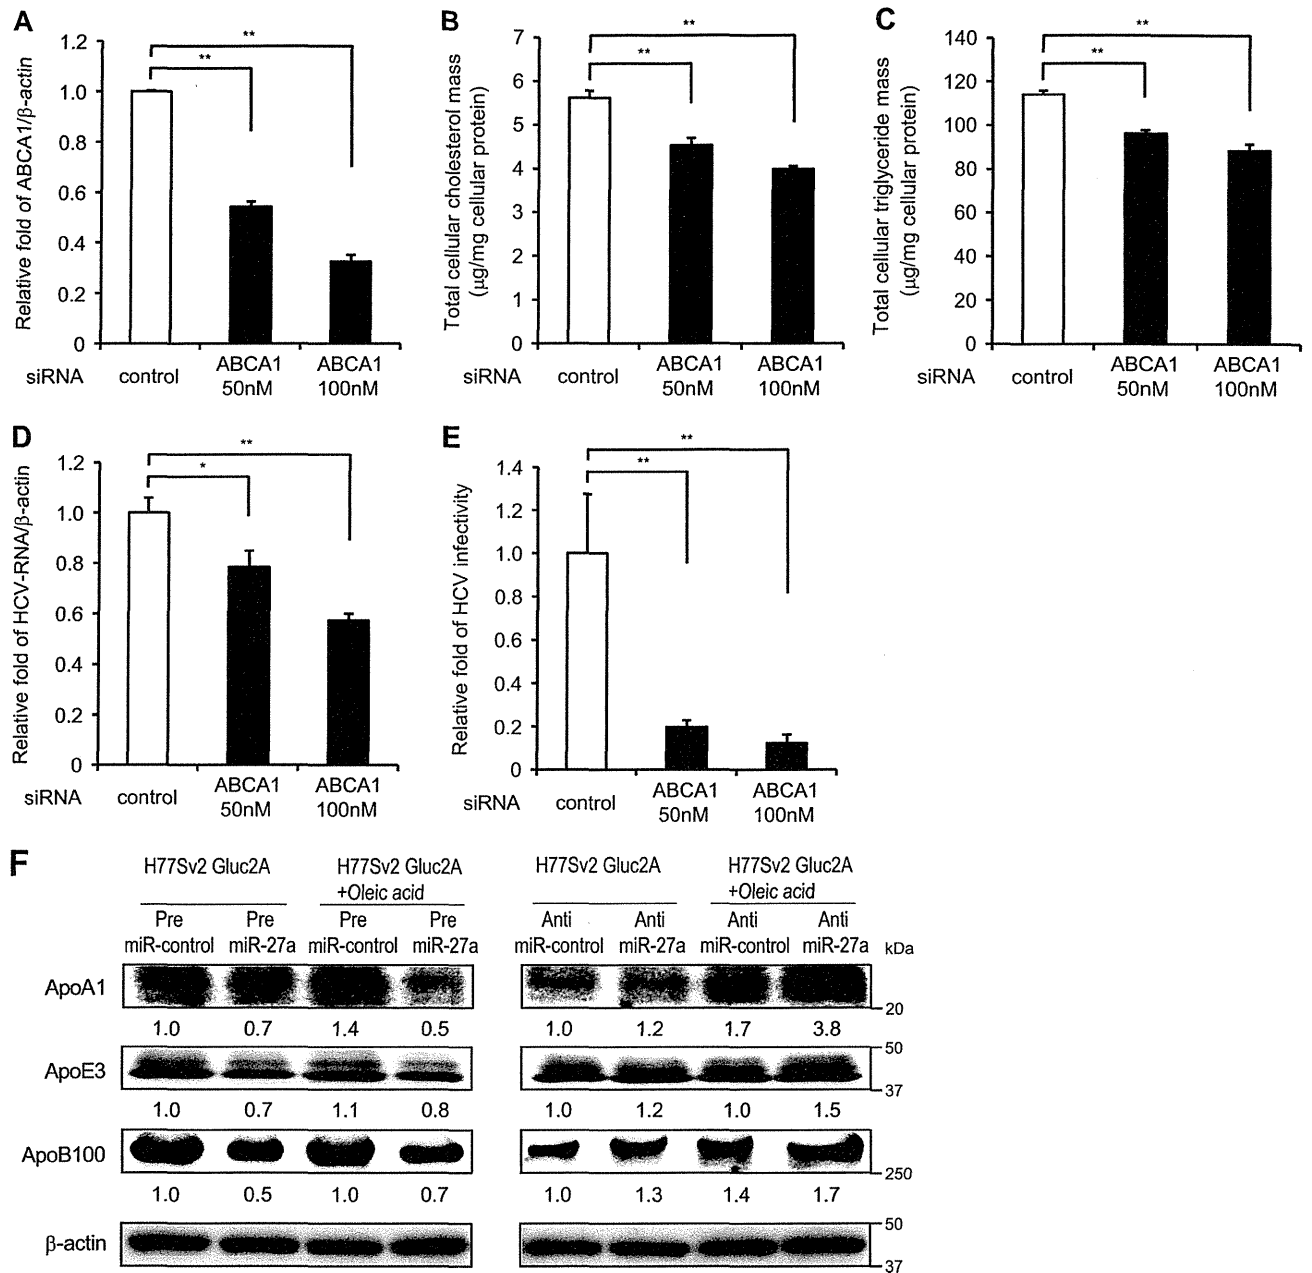 A
Relative fold of ABCA1/β-actin
1.2
1.0
0.8
0.6
0.4
0.2
0
**
**
siRNA
control
ABCA1
50nM
ABCA1
100nM
B
Total cellular cholesterol mass
(μg/mg cellular protein)
7
6
5
4
3
2
1
0
**
**
siRNA
control
ABCA1
50nM
ABCA1
100nM
C
Total cellular triglyceride mass
(μg/mg cellular protein)
140
120
100
80
60
40
20
0
**
**
siRNA
control
ABCA1
50nM
ABCA1
100nM
D
Relative fold of HCV-RNA/β-actin
1.2
1.0
0.8
0.6
0.4
0.2
0
**
*
siRNA
control
ABCA1
50nM
ABCA1
100nM
E
Relative fold of HCV infectivity
1.4
1.2
1.0
0.8
0.6
0.4
0.2
0
**
**
siRNA
control
ABCA1
50nM
ABCA1
100nM
F
H77Sv2 Gluc2A H77Sv2 Gluc2A
+Oleic acid
Pre Pre Pre Pre
miR-control miR-27a miR-control miR-27a
H77Sv2 Gluc2A H77Sv2 Gluc2A
+Oleic acid
Anti Anti Anti Anti
miR-control miR-27a miR-control miR-27a kDa
ApoA1
20
1.0 0.7 1.4 0.5 1.0 1.2 1.7 3.8
50
ApoE3
37
1.0 0.7 1.1 0.8 1.0 1.2 1.0 1.5
ApoB100
250
1.0 0.5 1.0 0.7 1.0 1.3 1.4 1.7
50
β-actin
37